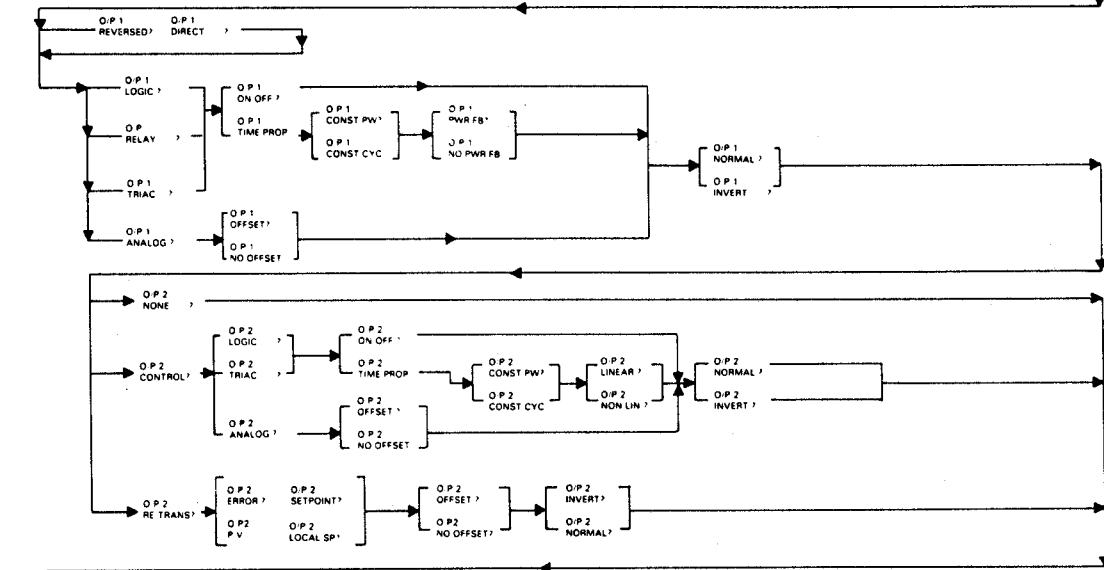 O/P 1 O/P 1
REVERSED? DIRECT ?
O/P 1
LOGIC ?
O P
RELAY ?
O P 1
TRIAC ?
O/P 1
ANALOG ?
O P 1
ON OFF ?
O P 1
TIME PROP
O P 1
CONST PW?
O P 1
CONST CYC
O P 1
PWR FB?
O P 1
NO PWR FB
O P 1
OFFSET?
O P 1
NO OFFSET
O/P 1
NORMAL ?
O P 1
INVERT ?
O/P 2
NONE ?
O P 2
CONTROL?
O P 2
LOGIC ?
O P 2
TRIAC ?
O P 2
ANALOG ?
O P 2
ON OFF ?
O P 2
TIME PROP
O P 2
OFFSET ?
O P 2
NO OFFSET
O P 2
CONST PW?
O P 2
CONST CYC
O/P 2
LINEAR ?
O/P 2
NON LIN ?
O/P 2
NORMAL ?
O/P 2
INVERT ?
O P 2
RE TRANS?
O P 2 O/P 2
ERROR? SETPOINT?
O P2 O/P 2
P V LOCAL SP?
O P 2
OFFSET ?
O P2
NO OFFSET?
O/P 2
INVERT?
O/P 2
NORMAL?